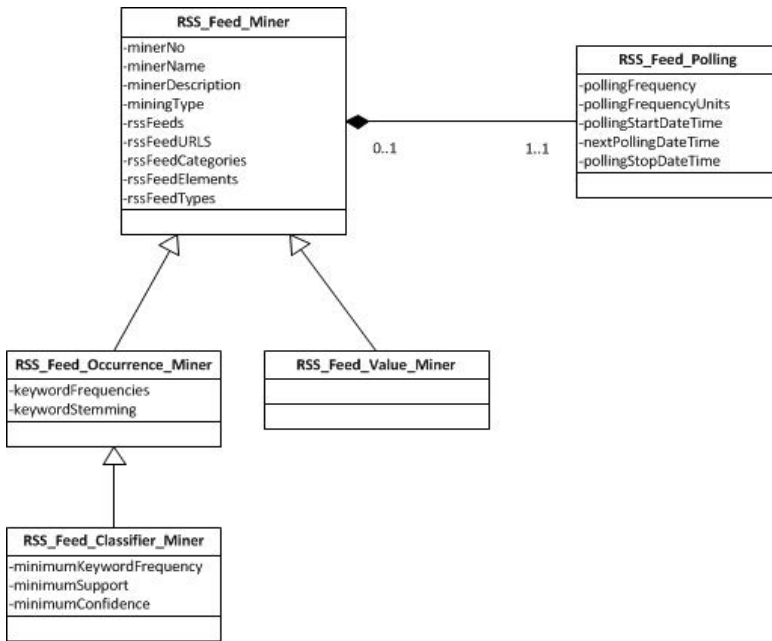 RSS_Feed_Miner
-minerNo
-minerName
-minerDescription
-miningType
-rssFeeds
-rssFeedURLS
-rssFeedCategories
-rssFeedElements
-rssFeedTypes
0..1
1..1
RSS_Feed_Polling
-pollingFrequency
-pollingFrequencyUnits
-pollingStartDateTime
-nextPollingDateTime
-pollingStopDateTime
RSS_Feed_Occurrence_Miner
-keywordFrequencies
-keywordStemming
RSS_Feed_Value_Miner
RSS_Feed_Classifier_Miner
-minimumKeywordFrequency
-minimumSupport
-minimumConfidence